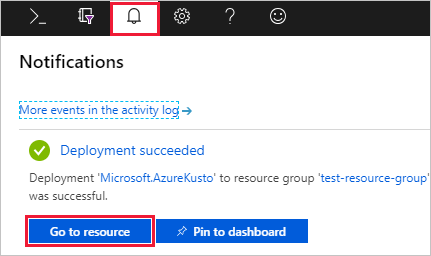 Notifications
More events in the activity log →
Deployment succeeded
Deployment 'Microsoft.AzureKusto' to resource group 'test-resource-group'
was successful.
Go to resource
Pin to dashboard